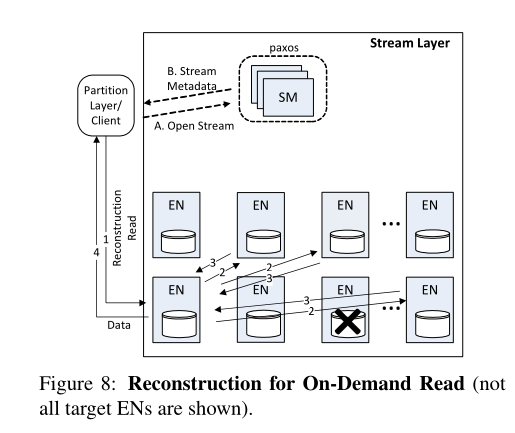 Stream Layer
paxos
SM
B. Stream
Metadata
A. Open Stream
Partition
Layer/
Client
1
4
Reconstruction
Read
Data
EN
EN
EN
...
EN
3
2
2
3
EN
EN
EN
...
EN
3
2
Figure 8: Reconstruction for On-Demand Read (not
all target ENs are shown).